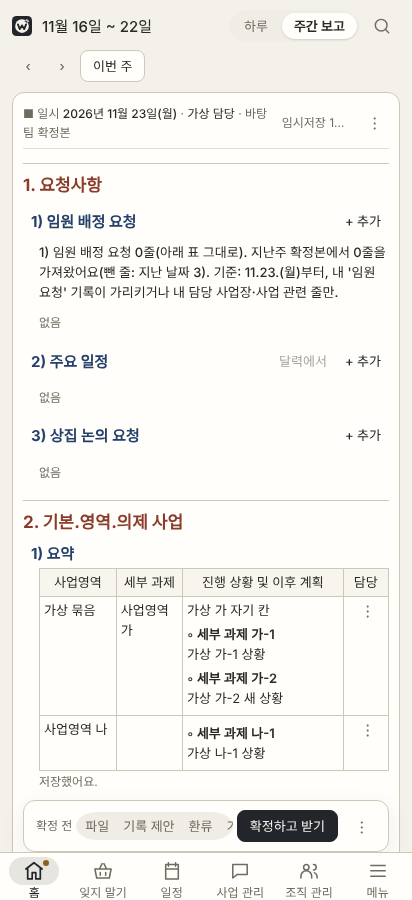 11월 16일 ~ 22일
하루
주간 보고
‹
›
이번 주
■ 일시 2026년 11월 23일(월) · 가상 담당 · 바탕
팀 확정본
임시저장 1...
1. 요청사항
1) 임원 배정 요청
+ 추가
1) 임원 배정 요청 0줄(아래 표 그대로). 지난주 확정본에서 0줄을
가져왔어요(뺀 줄: 지난 날짜 3). 기준: 11.23.(월)부터, 내 '임원
요청' 기록이 가리키거나 내 담당 사업장·사업 관련 줄만.
없음
2) 주요 일정
달력에서
+ 추가
없음
3) 상집 논의 요청
+ 추가
없음
2. 기본.영역.의제 사업
1) 요약
사업영역
세부 과제
진행 상황 및 이후 계획
담당
가상 묶음
사업영역
가
가상 가 자기 칸
∘ 세부 과제 가-1
가상 가-1 상황
∘ 세부 과제 가-2
가상 가-2 새 상황
사업영역 나
∘ 세부 과제 나-1
가상 나-1 상황
저장했어요.
확정 전
파일
기록 제안
환류
확정하고 받기
홈
잊지 말기
일정
사업 관리
조직 관리
메뉴